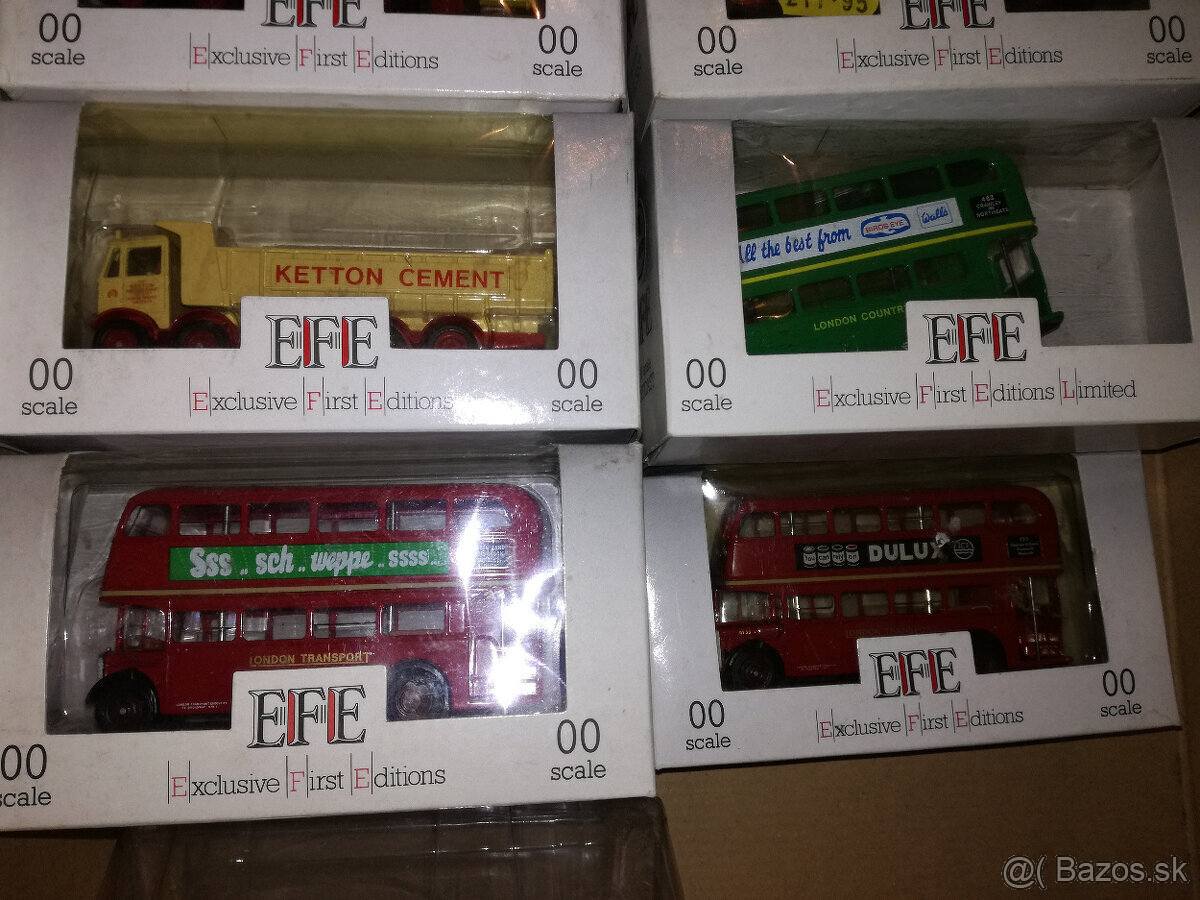 00
scale
EFE
Exclusive First Editions
00
scale
00
scale
EFE
Exclusive First Editions
00
scale
KETTON CEMENT
EFE
00
scale
Exclusive First Editions
00
scale
All the best from BIRDS EYE Walls
LONDON COUNTR
EFE
00
scale
Exclusive First Editions Limited
Sss .. sch .. weppe .. ssss..
LONDON TRANSPORT
EFE
00
scale
Exclusive First Editions
00
scale
DULUX
EFE
00
scale
Exclusive First Editions
00
scale
@( Bazos.sk